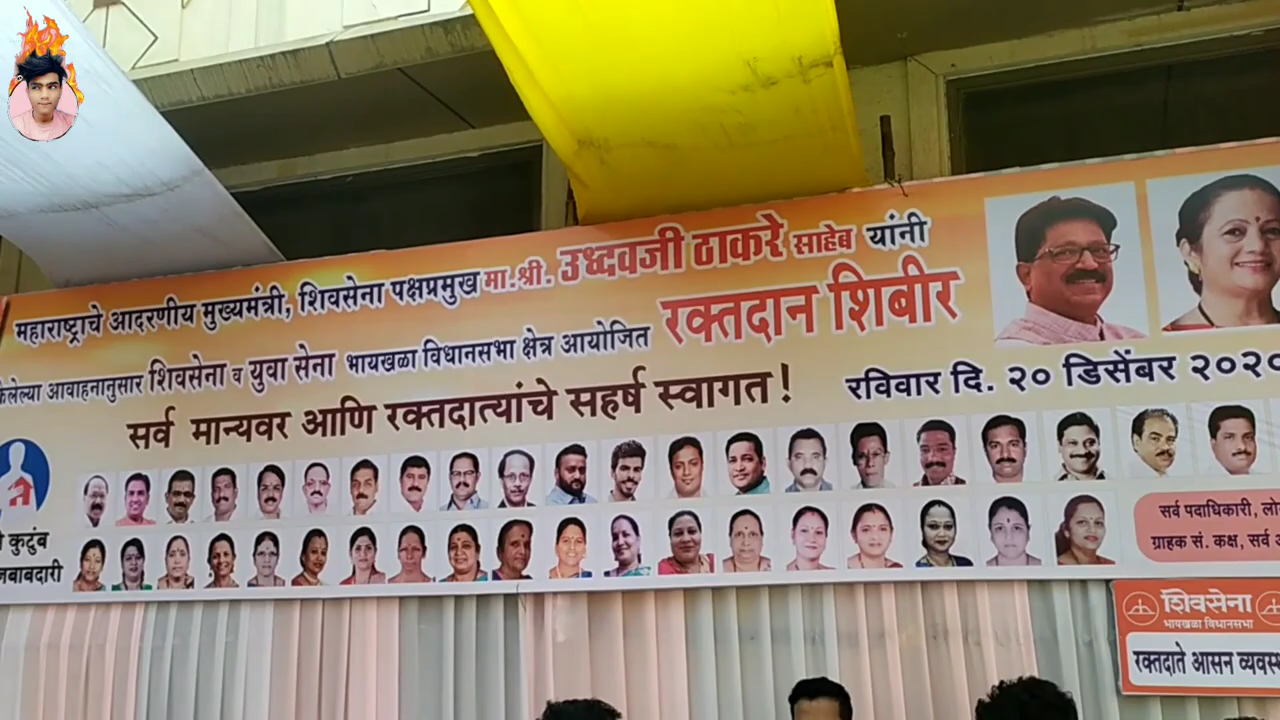 महाराष्ट्राचे आदरणीय मुख्यमंत्री, शिवसेना पक्षप्रमुख मा.श्री. उध्दवजी ठाकरे साहेब यांनी
केलेल्या आवाहनानुसार शिवसेना व युवा सेना भायखळा विधानसभा क्षेत्र आयोजित रक्तदान शिबीर
सर्व मान्यवर आणि रक्तदात्यांचे सहर्ष स्वागत!
रविवार दि. २० डिसेंबर २०२०
कुटुंब
जबाबदारी
सर्व पदाधिकारी,
ग्राहक सं. कक्ष, सर्व
शिवसेना
भायखळा विधानसभा
रक्तदाते आसन